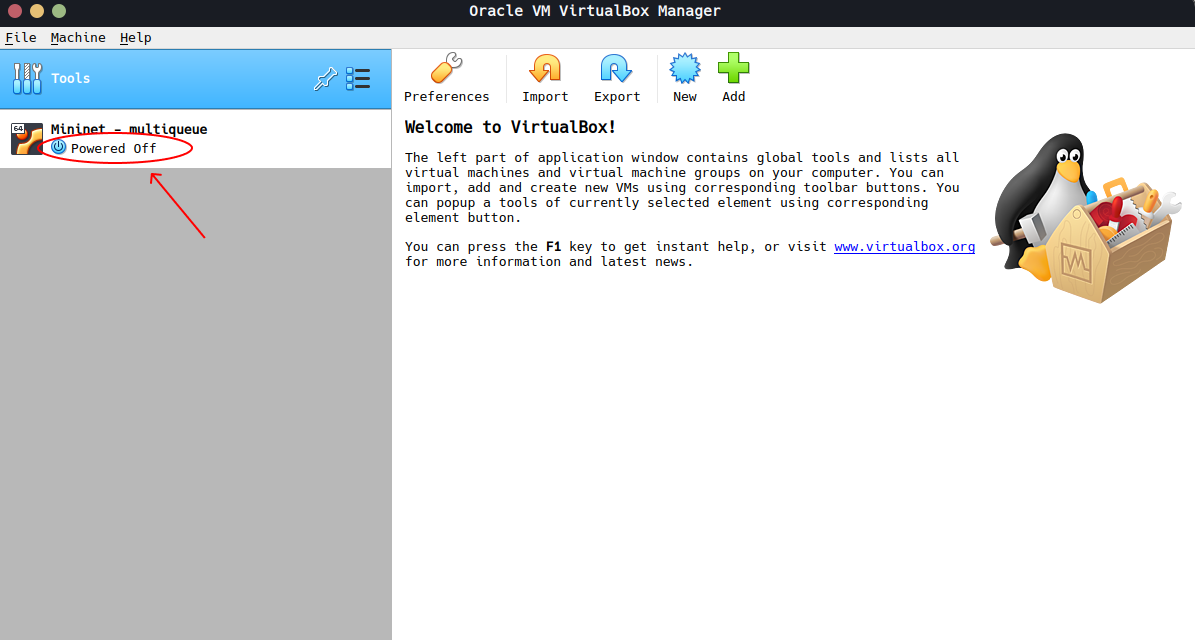 Oracle VM VirtualBox Manager
File Machine Help
Tools
64
Mininet - multiqueue
Powered Off
Preferences Import Export New Add
Welcome to VirtualBox!
The left part of application window contains global tools and lists all
virtual machines and virtual machine groups on your computer. You can
import, add and create new VMs using corresponding toolbar buttons. You
can popup a tools of currently selected element using corresponding
element button.
You can press the F1 key to get instant help, or visit www.virtualbox.org
for more information and latest news.